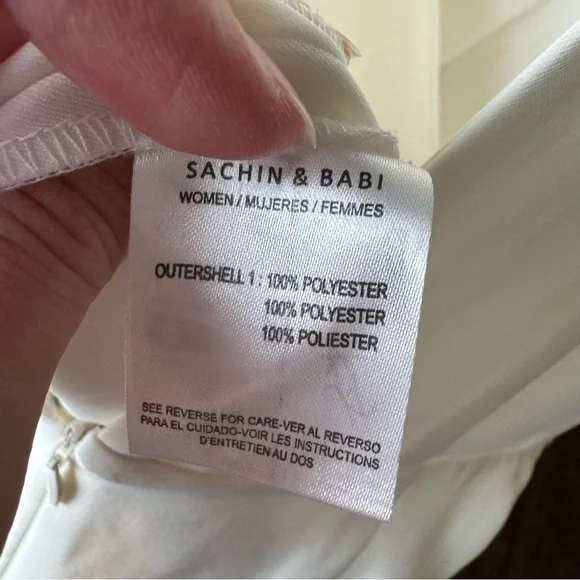 SACHIN & BABI
WOMEN / MUJERES / FEMMES
OUTERSHELL 1 : 100% POLYESTER
100% POLYESTER
100% POLIESTER
SEE REVERSE FOR CARE-VER AL REVERSO
PARA EL CUIDADO-VOIR LES INSTRUCTIONS
D'ENTRETIEN AU DOS